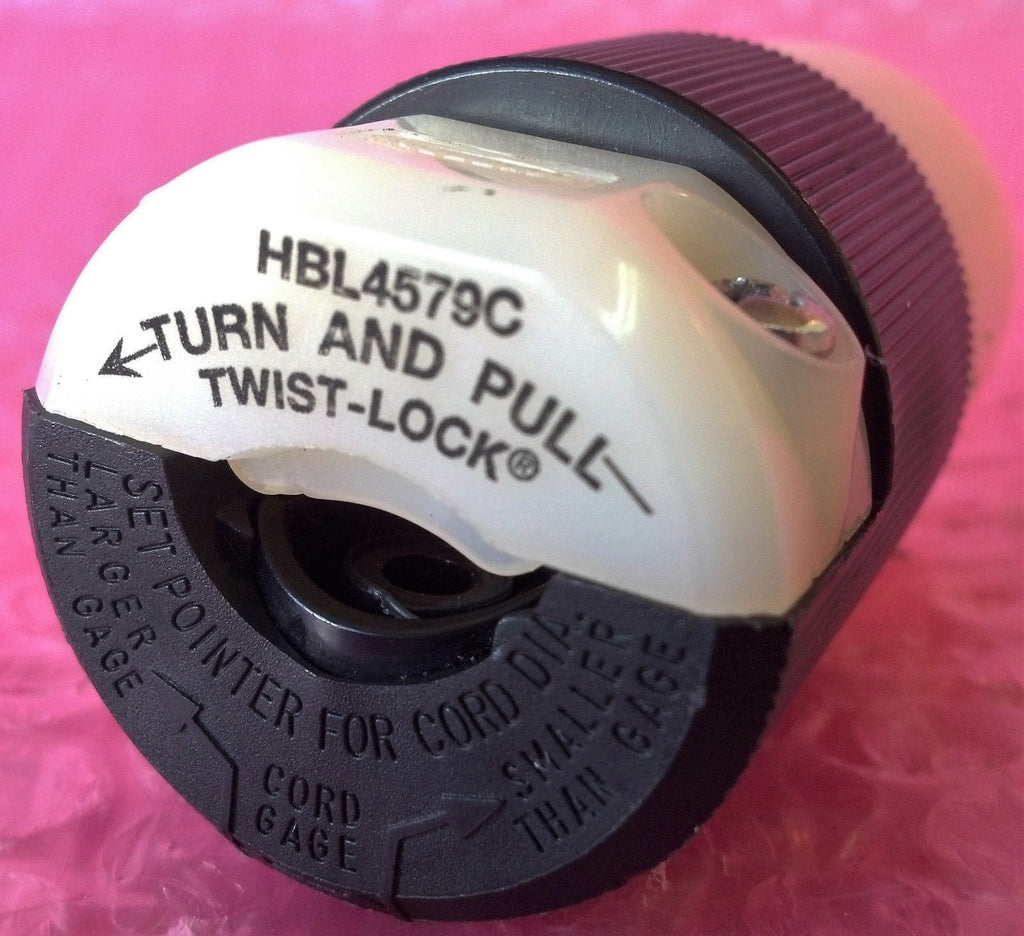 HBL4579C
TURN AND PULL
TWIST-LOCK®
SET POINTER FOR CORD DIA.
LARGER
THAN GAGE
CORD
GAGE
SMALLER
THAN GAGE